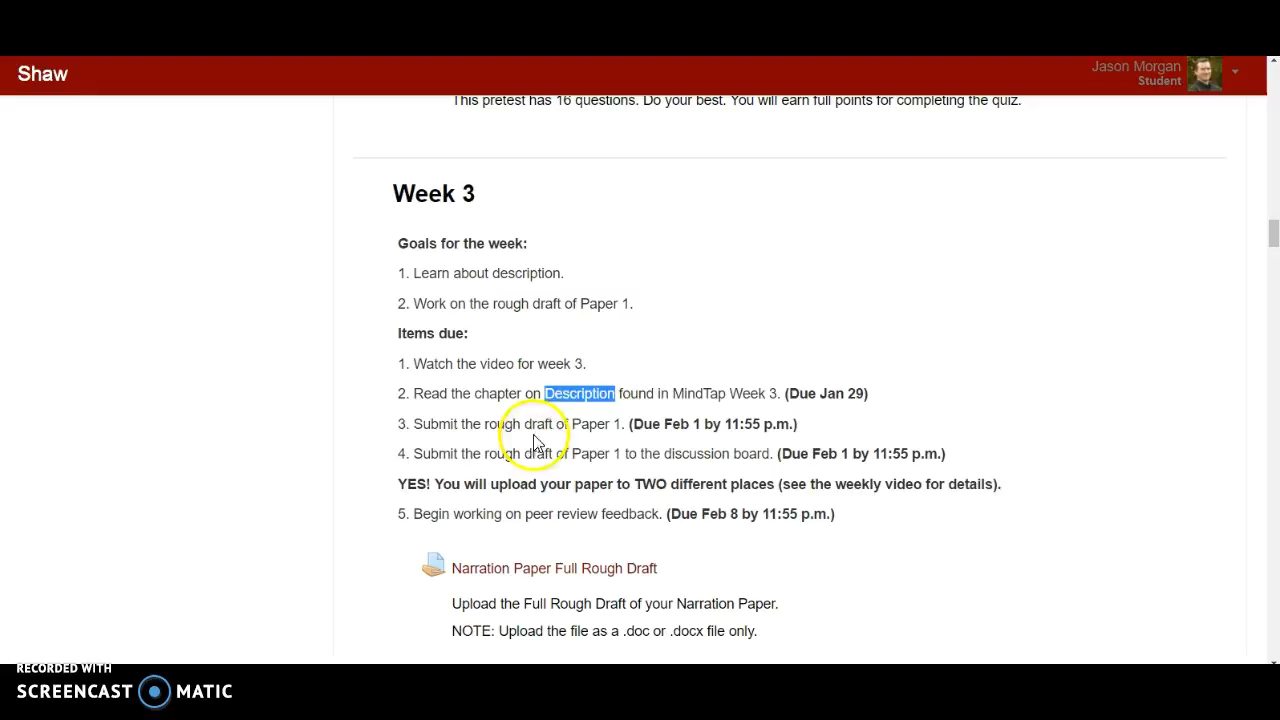 Shaw
Jason Morgan
Student
This pretest has 16 questions. Do your best. You will earn full points for completing the quiz.
Week 3
Goals for the week:
1. Learn about description.
2. Work on the rough draft of Paper 1.
Items due:
1. Watch the video for week 3.
2. Read the chapter on Description found in MindTap Week 3. (Due Jan 29)
3. Submit the rough draft of Paper 1. (Due Feb 1 by 11:55 p.m.)
4. Submit the rough draft of Paper 1 to the discussion board. (Due Feb 1 by 11:55 p.m.)
YES! You will upload your paper to TWO different places (see the weekly video for details).
5. Begin working on peer review feedback. (Due Feb 8 by 11:55 p.m.)
Narration Paper Full Rough Draft
Upload the Full Rough Draft of your Narration Paper.
NOTE: Upload the file as a .doc or .docx file only.
RECORDED WITH
SCREENCAST MATIC